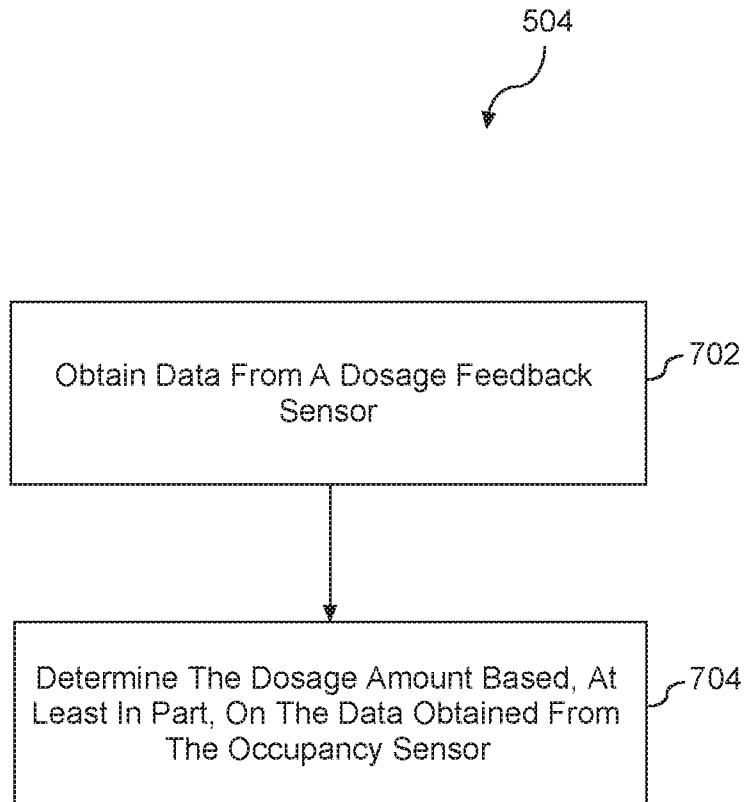 504
Obtain Data From A Dosage Feedback
Sensor
702
Determine The Dosage Amount Based, At
Least In Part, On The Data Obtained From
The Occupancy Sensor
704